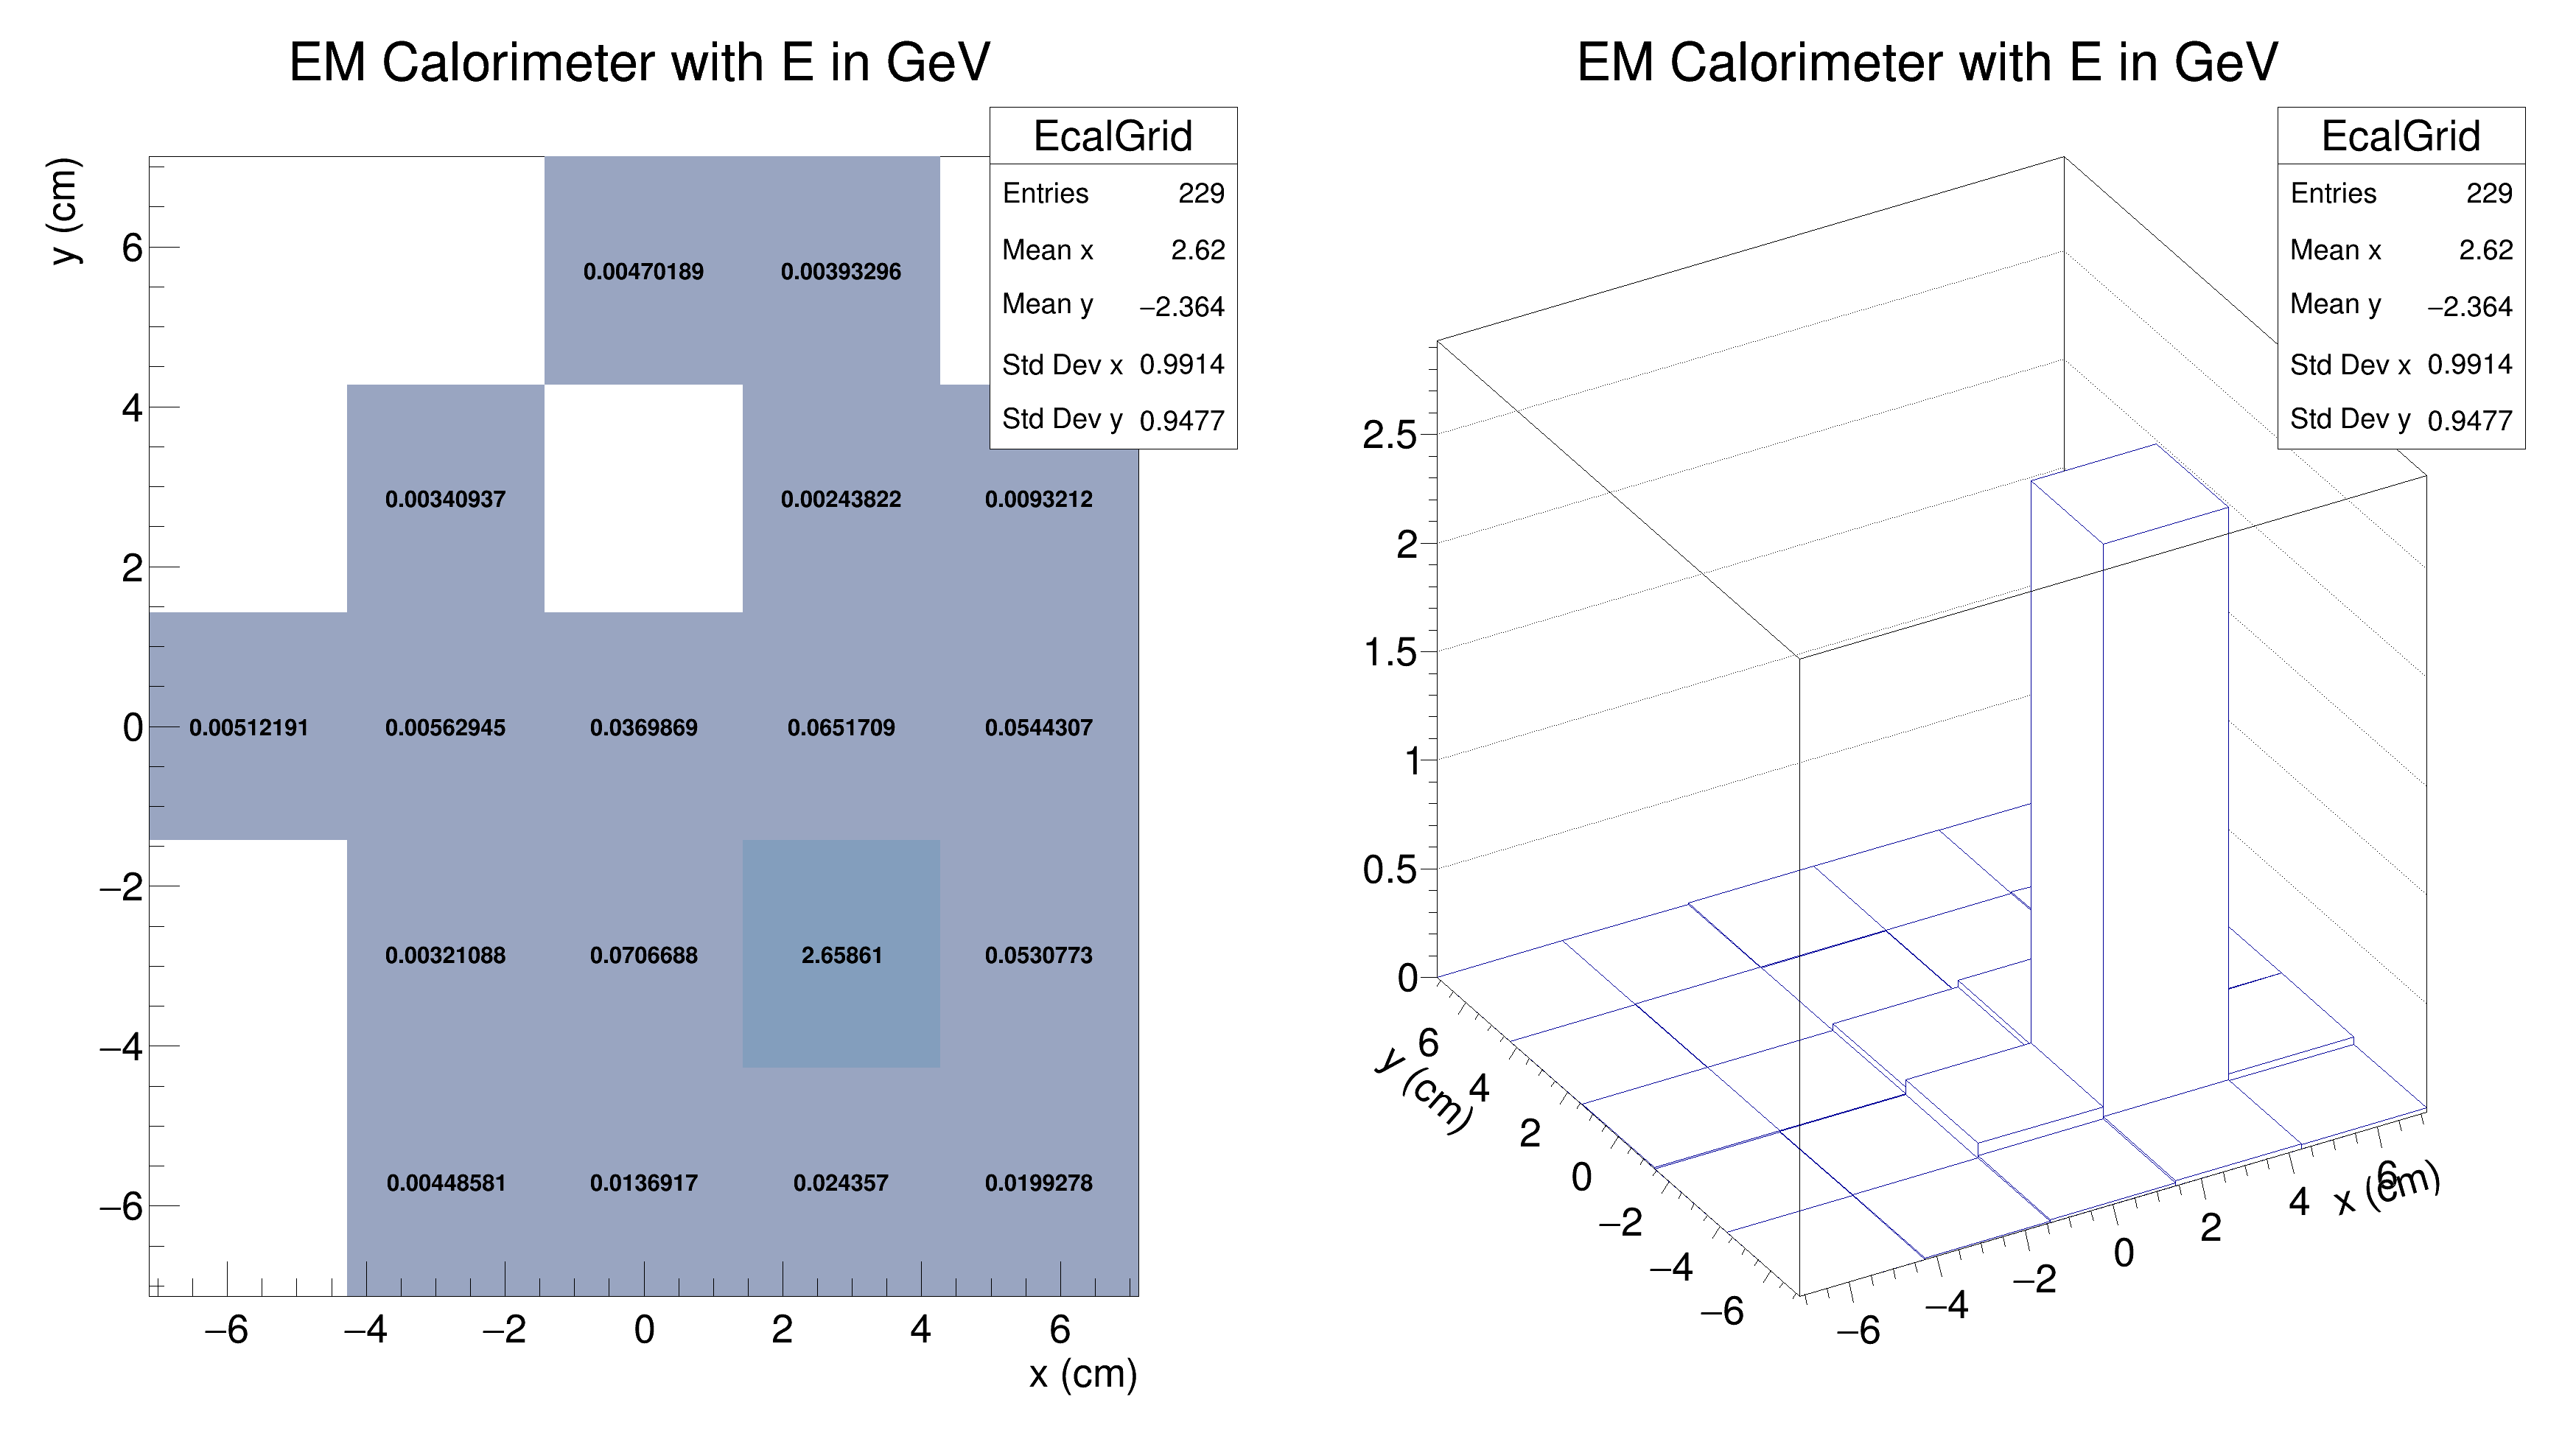 EM Calorimeter with E in GeV
EcalGrid
Entries 229
Mean x 2.62
Mean y −2.364
Std Dev x 0.9914
Std Dev y 0.9477
y (cm)
6
4
2
0
−2
−4
−6
0.00470189 0.00393296
0.00340937 0.00243822 0.0093212
0.00512191 0.00562945 0.0369869 0.0651709 0.0544307
0.00321088 0.0706688 2.65861 0.0530773
0.00448581 0.0136917 0.024357 0.0199278
−6 −4 −2 0 2 4 6
x (cm)
EM Calorimeter with E in GeV
EcalGrid
Entries 229
Mean x 2.62
Mean y −2.364
Std Dev x 0.9914
Std Dev y 0.9477
2.5
2
1.5
1
0.5
0
6
4
2
0
−2
−4
−6
y (cm)
−6
−4
−2
0
2
4
6
x (cm)